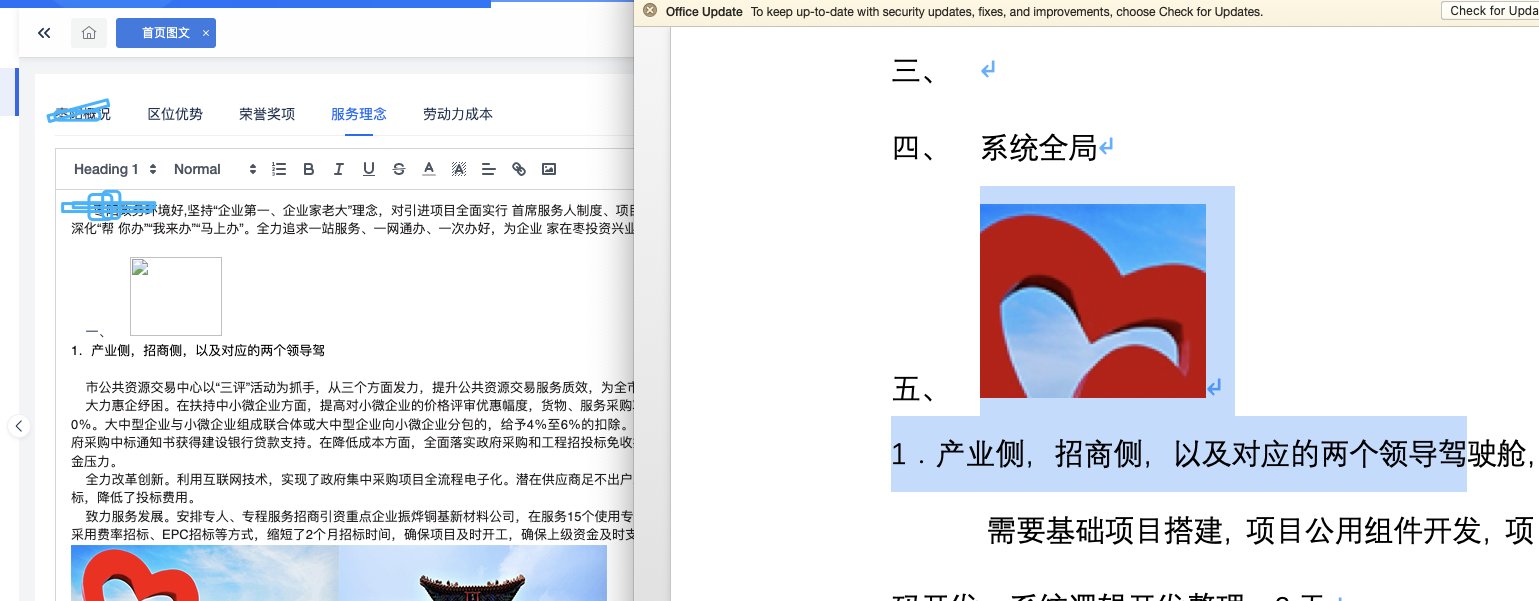 Office Update To keep up-to-date with security updates, fixes, and improvements, choose Check for Updates.
Check for Upda
首页图文 ×
概况 区位优势 荣誉奖项 服务理念 劳动力成本
Heading 1 Normal
环境好,坚持“企业第一、企业家老大”理念，对引进项目全面实行 首席服务人制度、项目
深化“帮 你办”“我来办”“马上办”。全力追求一站服务、一网通办、一次办好，为企业 家在枣投资兴业
一、
1．产业侧，招商侧，以及对应的两个领导驾
市公共资源交易中心以“三评”活动为抓手，从三个方面发力，提升公共资源交易服务质效，为全市
大力惠企纾困。在扶持中小微企业方面，提高对小微企业的价格评审优惠幅度，货物、服务采购
0%。大中型企业与小微企业组成联合体或大中型企业向小微企业分包的，给予4%至6%的扣除。
府采购中标通知书获得建设银行贷款支持。在降低成本方面，全面落实政府采购和工程招投标免收
金压力。
全力改革创新。利用互联网技术，实现了政府集中采购项目全流程电子化。潜在供应商足不出户
标，降低了投标费用。
致力服务发展。安排专人、专程服务招商引资重点企业振烨铜基新材料公司，在服务15个使用专
采用费率招标、EPC招标等方式，缩短了2个月招标时间，确保项目及时开工，确保上级资金及时支
三、
四、 系统全局
五、
1．产业侧，招商侧，以及对应的两个领导驾驶舱，
需要基础项目搭建，项目公用组件开发，项